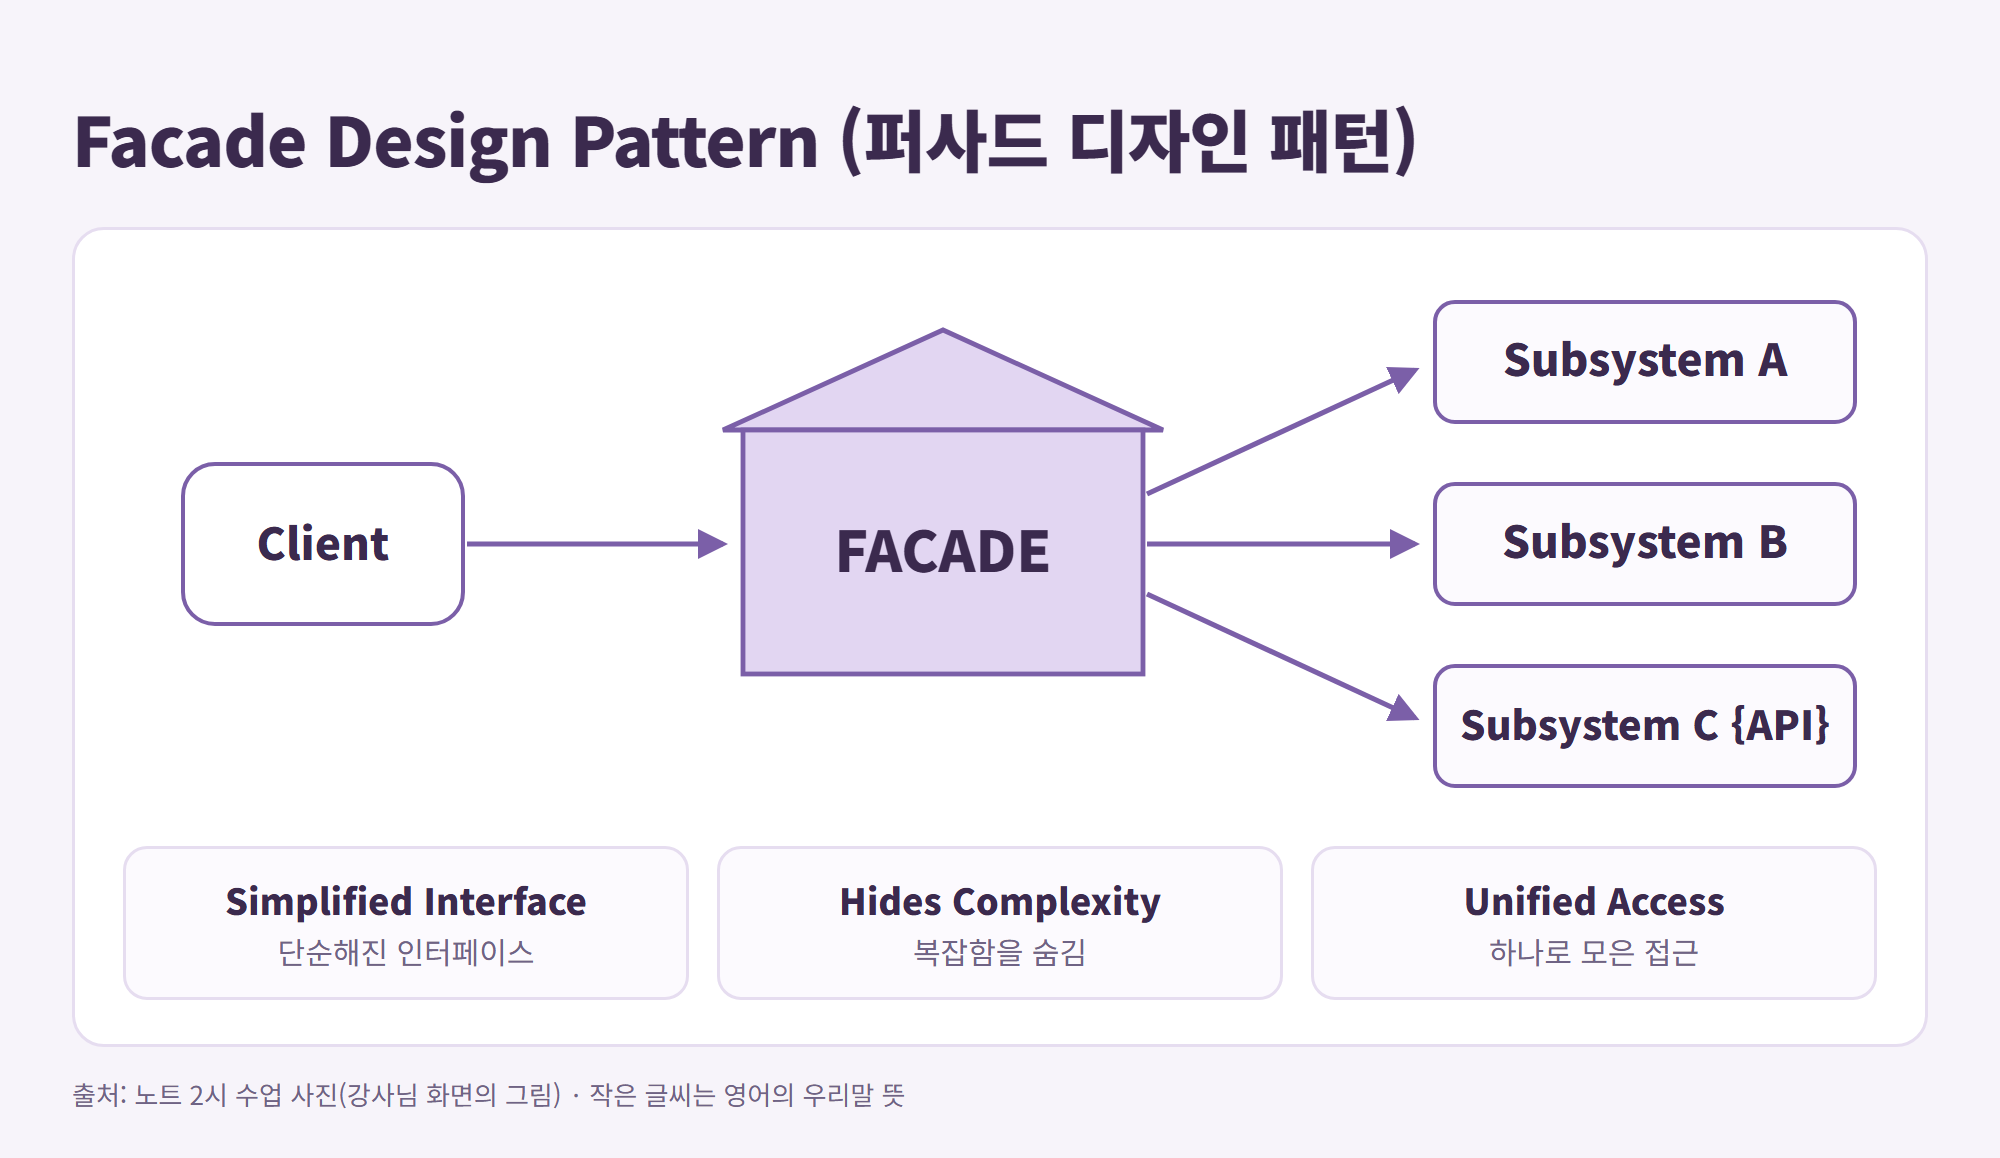 Facade Design Pattern (퍼사드 디자인 패턴)
Client
FACADE
Subsystem A
Subsystem B
Subsystem C {API}
Simplified Interface
단순해진 인터페이스
Hides Complexity
복잡함을 숨김
Unified Access
하나로 모은 접근
출처: 노트 2시 수업 사진(강사님 화면의 그림) · 작은 글씨는 영어의 우리말 뜻